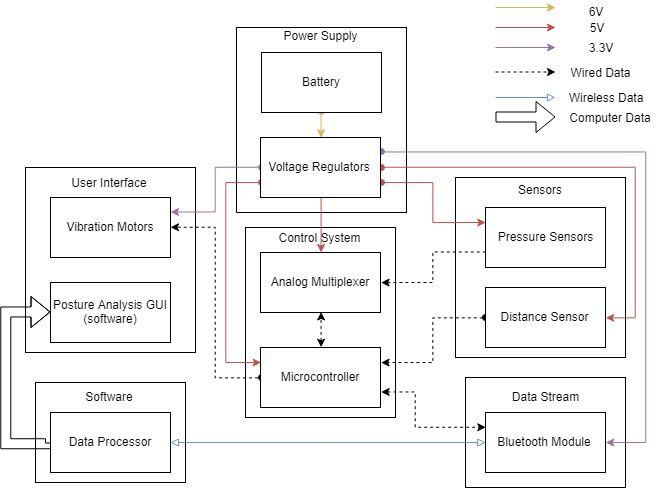 6V
5V
3.3V
Wired Data
Wireless Data
Computer Data
Power Supply
Battery
Voltage Regulators
User Interface
Vibration Motors
Posture Analysis GUI
(software)
Control System
Analog Multiplexer
Microcontroller
Sensors
Pressure Sensors
Distance Sensor
Software
Data Processor
Data Stream
Bluetooth Module